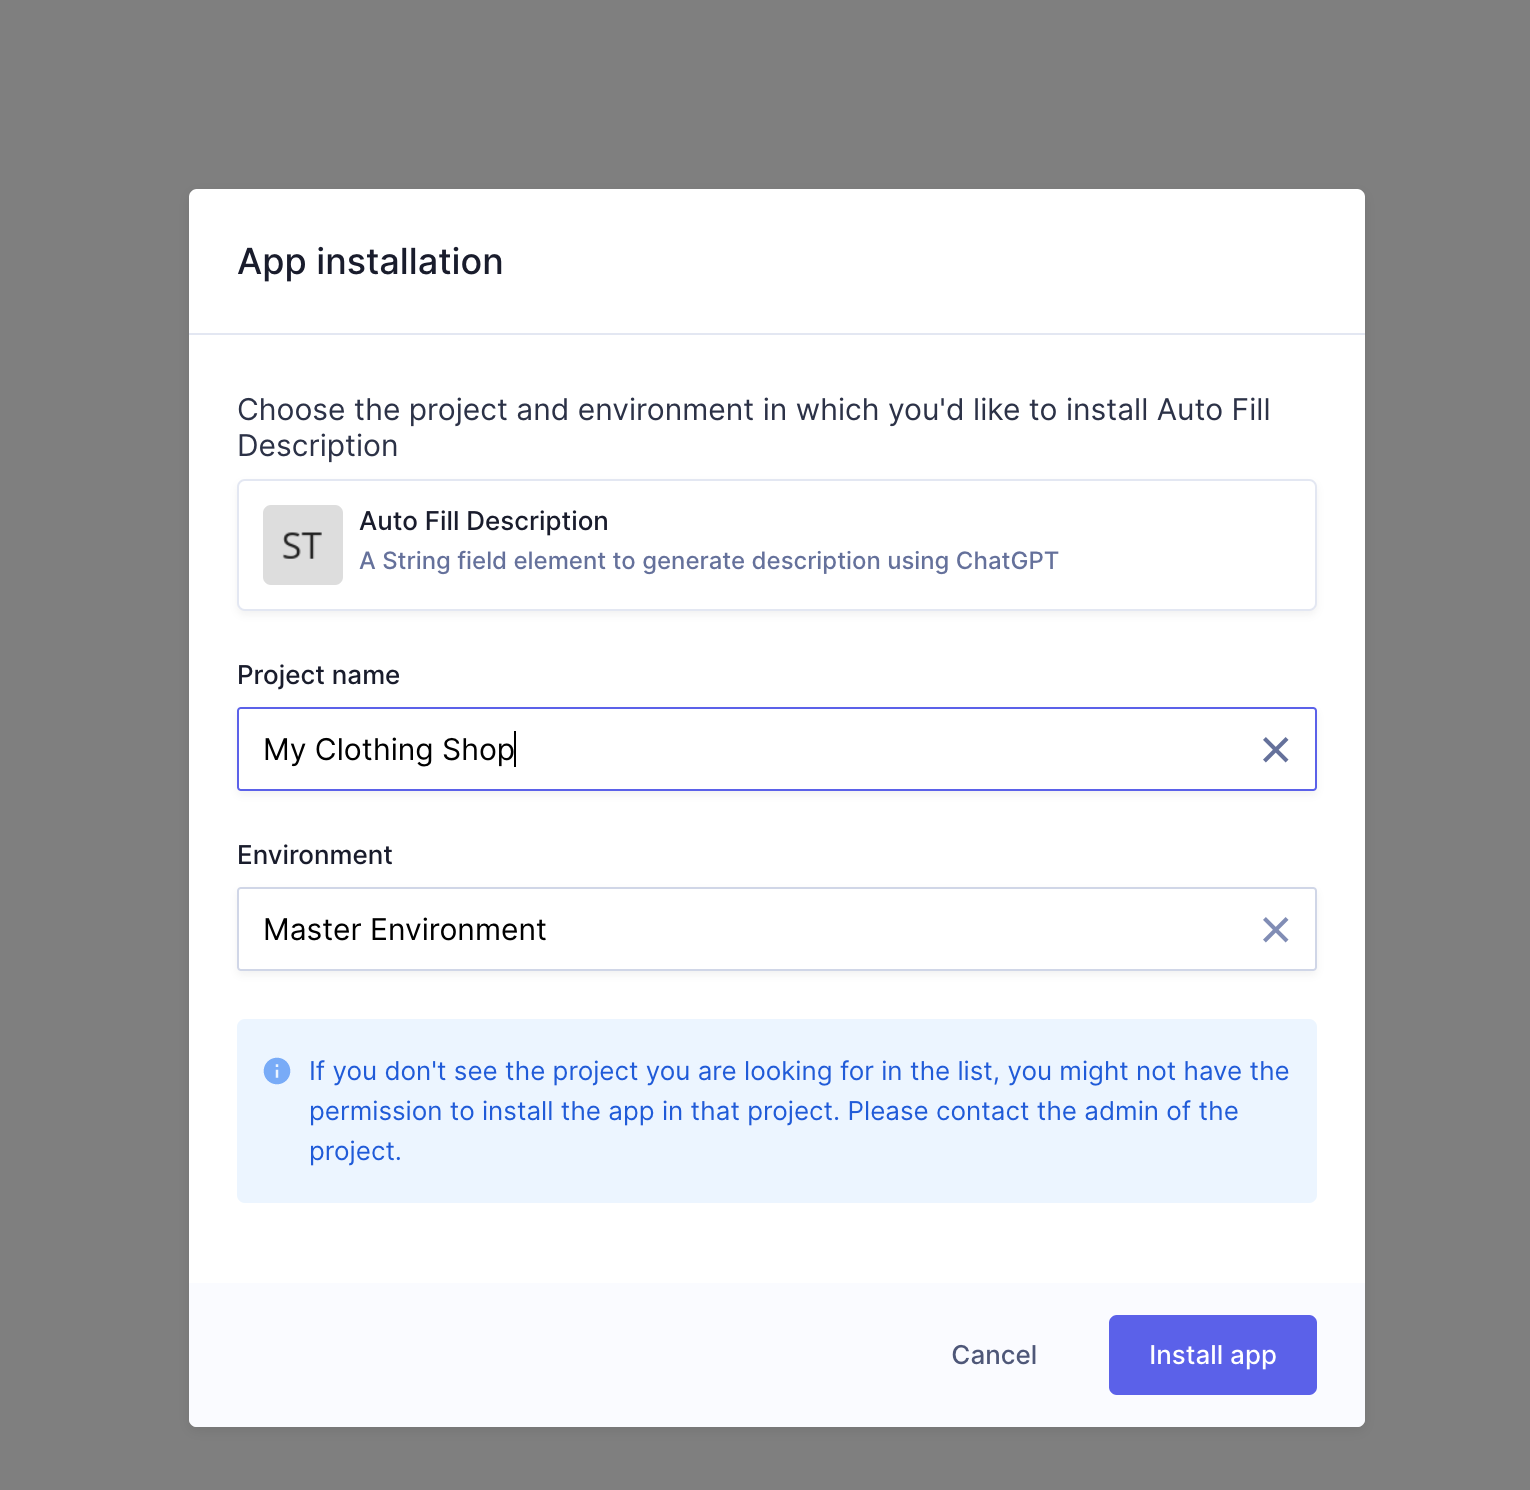 App installation
Choose the project and environment in which you'd like to install Auto Fill
Description
ST
Auto Fill Description
A String field element to generate description using ChatGPT
Project name
My Clothing Shop
Environment
Master Environment
If you don't see the project you are looking for in the list, you might not have the
permission to install the app in that project. Please contact the admin of the
project.
Cancel
Install app